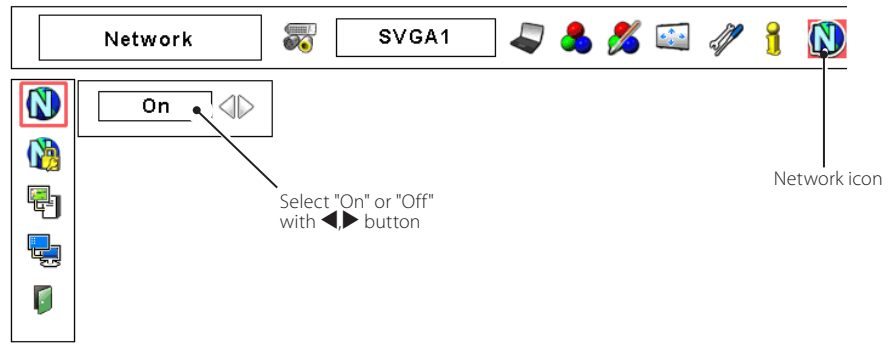 Network
SVGA1
On
Select "On" or "Off"
with ◀,▶ button
Network icon